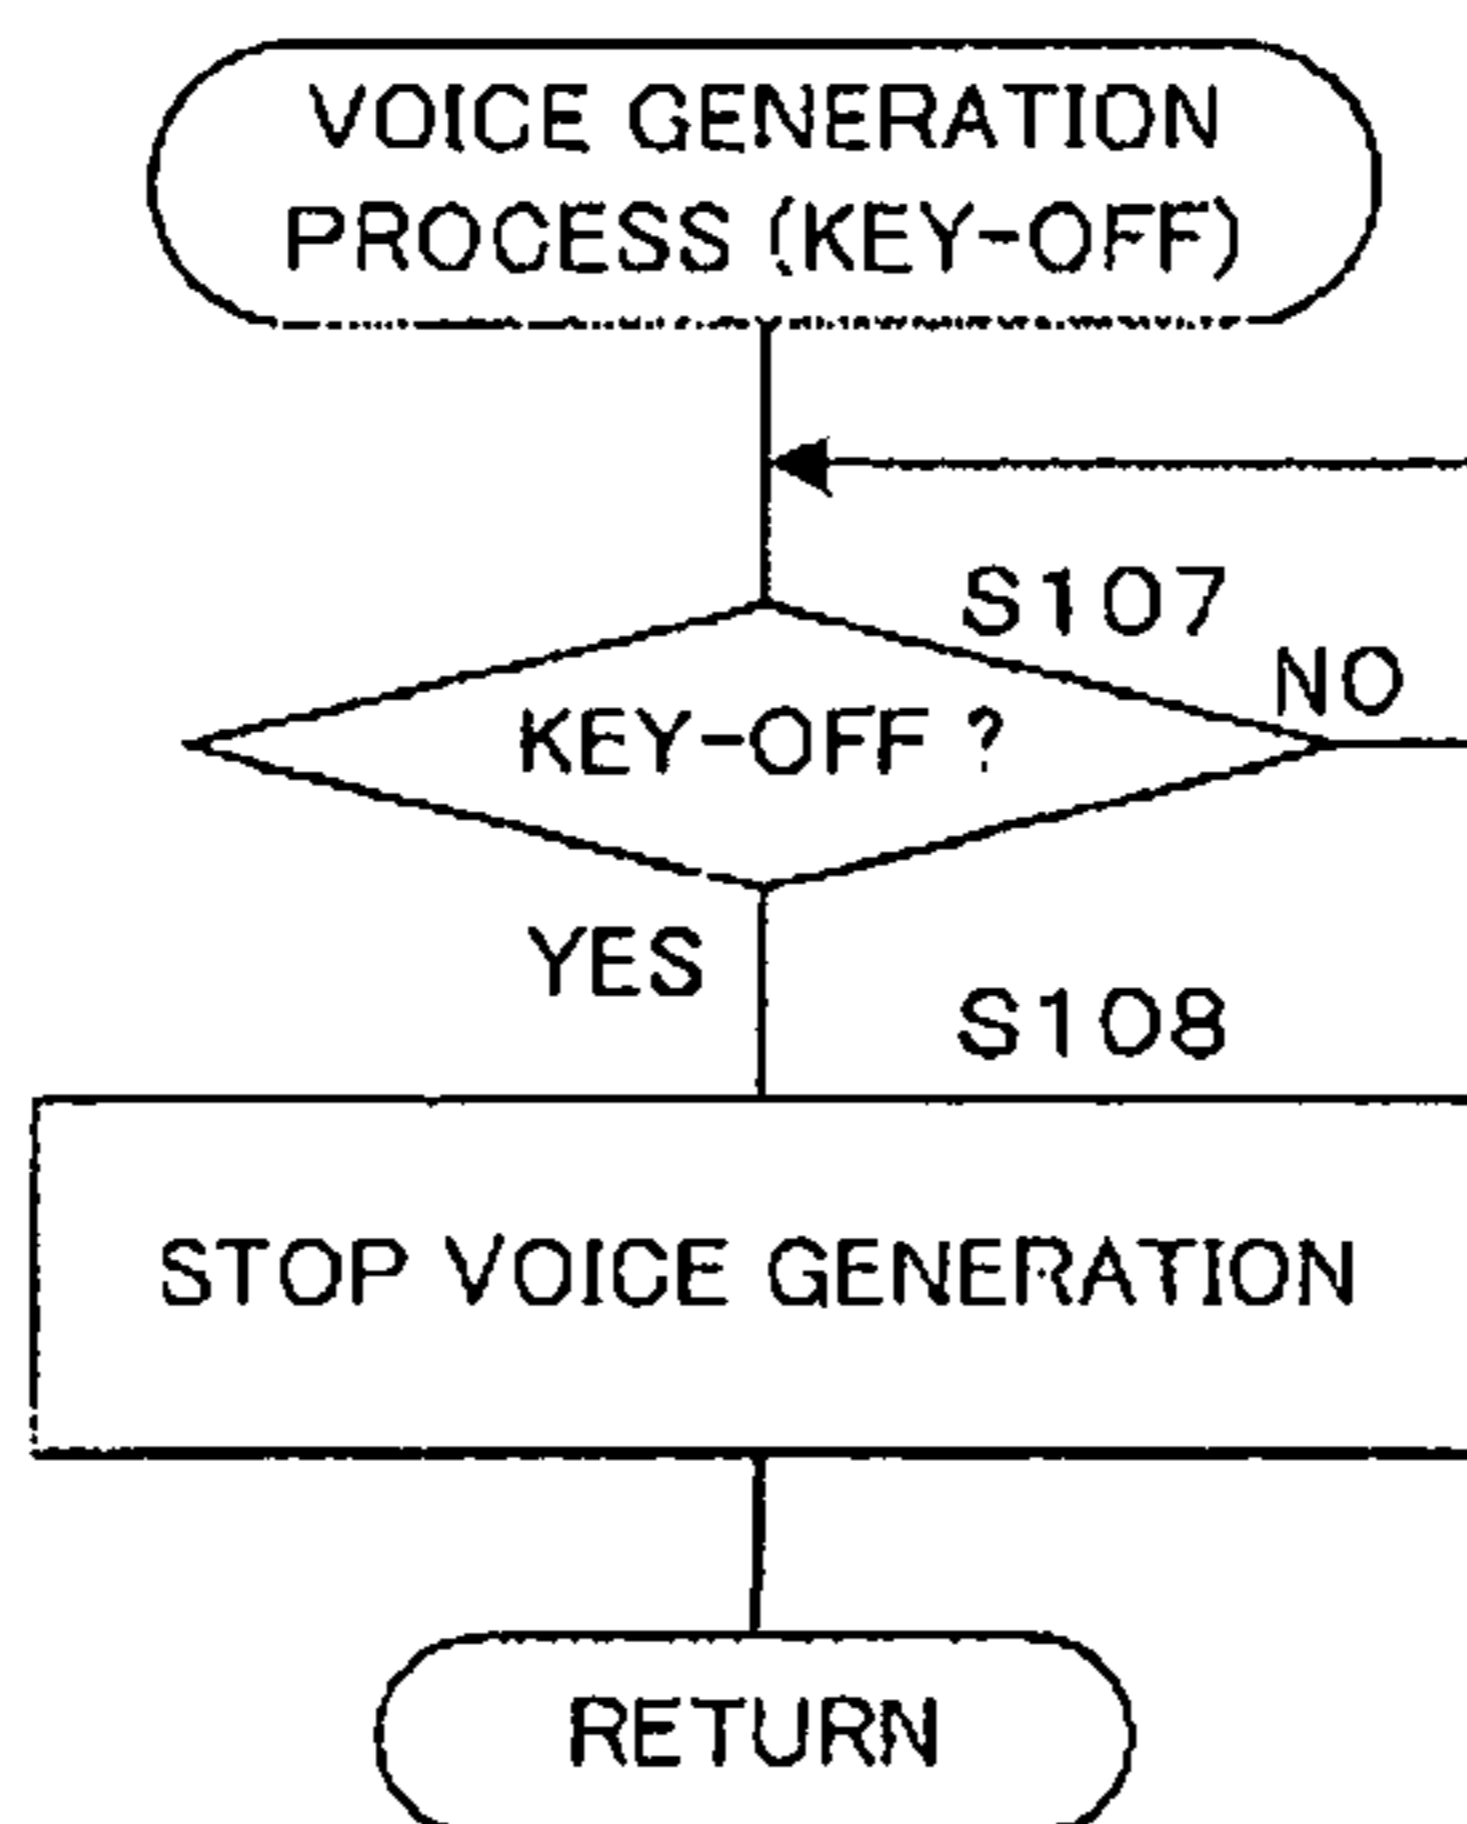 VOICE GENERATION
PROCESS (KEY-OFF)
S107
NO
KEY-OFF ?
YES
S108
STOP VOICE GENERATION
RETURN